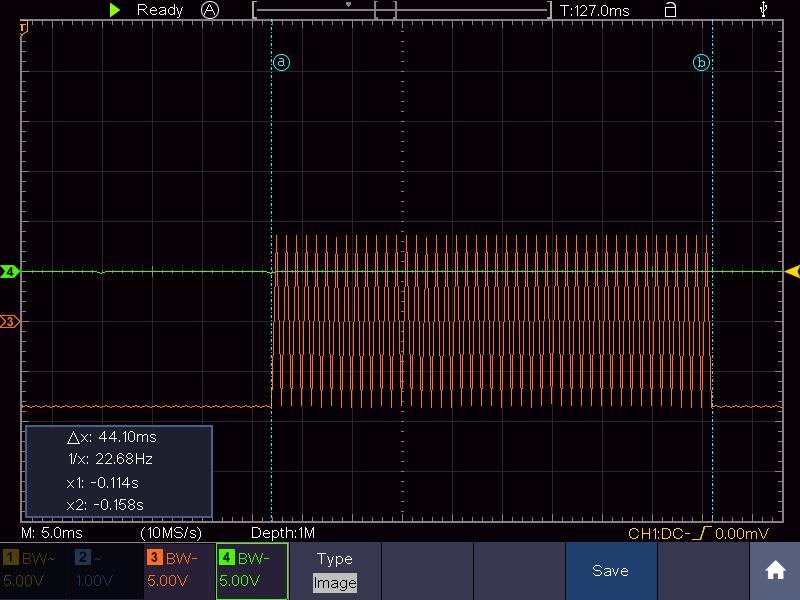 Ready A T:127.0ms
T
a b
4
3
△x: 44.10ms
1/x: 22.68Hz
x1: -0.114s
x2: -0.158s
M: 5.0ms (10MS/s) Depth:1M CH1:DC- 0.00mV
1 BW~ 2 ~ 3 BW- 4 BW- Type
5.00V 1.00V 5.00V 5.00V Image Save